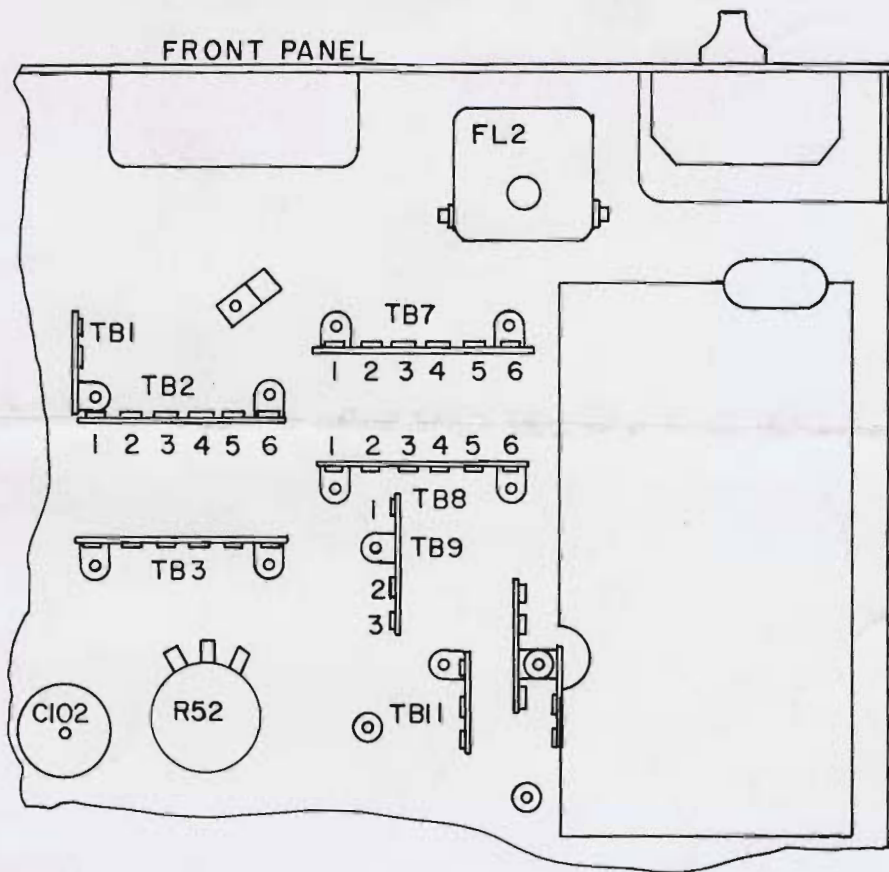 FRONT PANEL
FL2
TB1
TB7
1 2 3 4 5 6
TB2
1 2 3 4 5 6
1 2 3 4 5 6
TB8
1
TB9
TB3
2
3
C102
R52
TB11